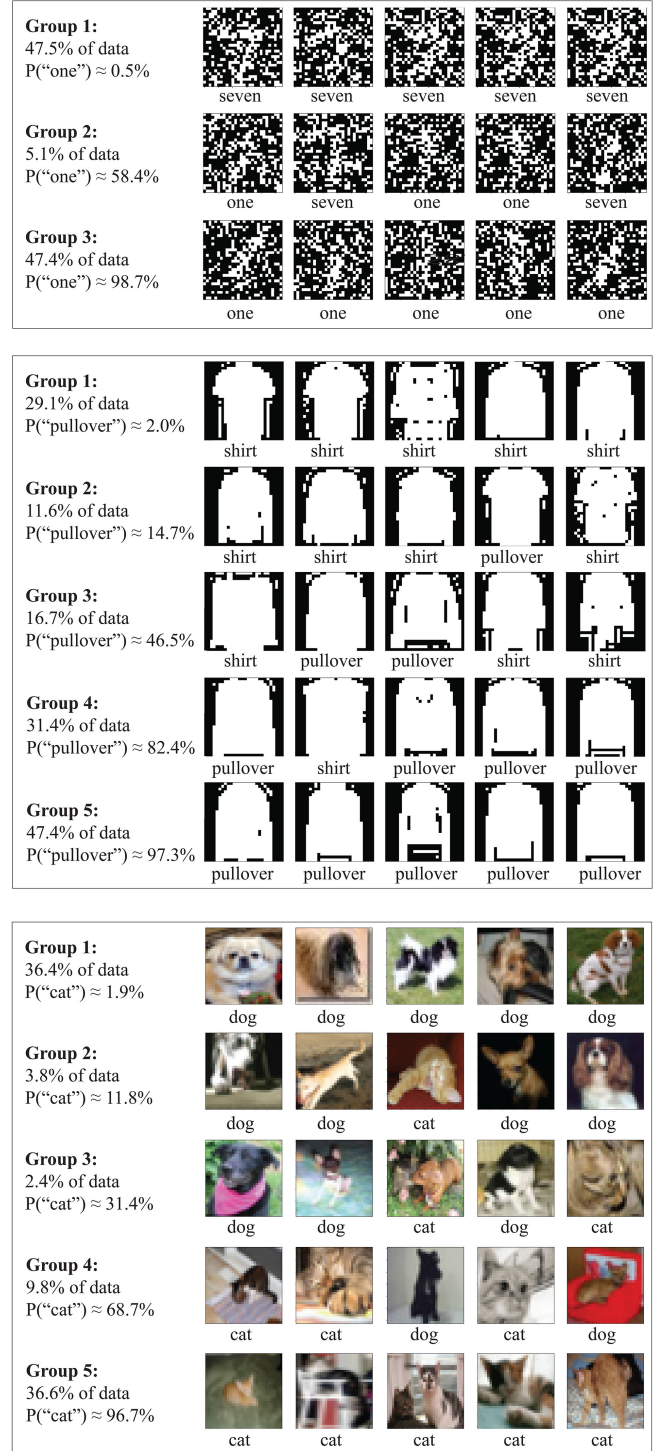 Group 1:
47.5% of data
P(“one”) ≈ 0.5%
seven seven seven seven seven
Group 2:
5.1% of data
P(“one”) ≈ 58.4%
one seven one one seven
Group 3:
47.4% of data
P(“one”) ≈ 98.7%
one one one one one
Group 1:
29.1% of data
P(“pullover”) ≈ 2.0%
shirt shirt shirt shirt shirt
Group 2:
11.6% of data
P(“pullover”) ≈ 14.7%
shirt shirt shirt pullover shirt
Group 3:
16.7% of data
P(“pullover”) ≈ 46.5%
shirt pullover pullover shirt shirt
Group 4:
31.4% of data
P(“pullover”) ≈ 82.4%
pullover shirt pullover pullover pullover
Group 5:
47.4% of data
P(“pullover”) ≈ 97.3%
pullover pullover pullover pullover pullover
Group 1:
36.4% of data
P(“cat”) ≈ 1.9%
dog dog dog dog dog
Group 2:
3.8% of data
P(“cat”) ≈ 11.8%
dog dog cat dog dog
Group 3:
2.4% of data
P(“cat”) ≈ 31.4%
dog dog cat dog cat
Group 4:
9.8% of data
P(“cat”) ≈ 68.7%
cat cat dog cat dog
Group 5:
36.6% of data
P(“cat”) ≈ 96.7%
cat cat cat cat cat